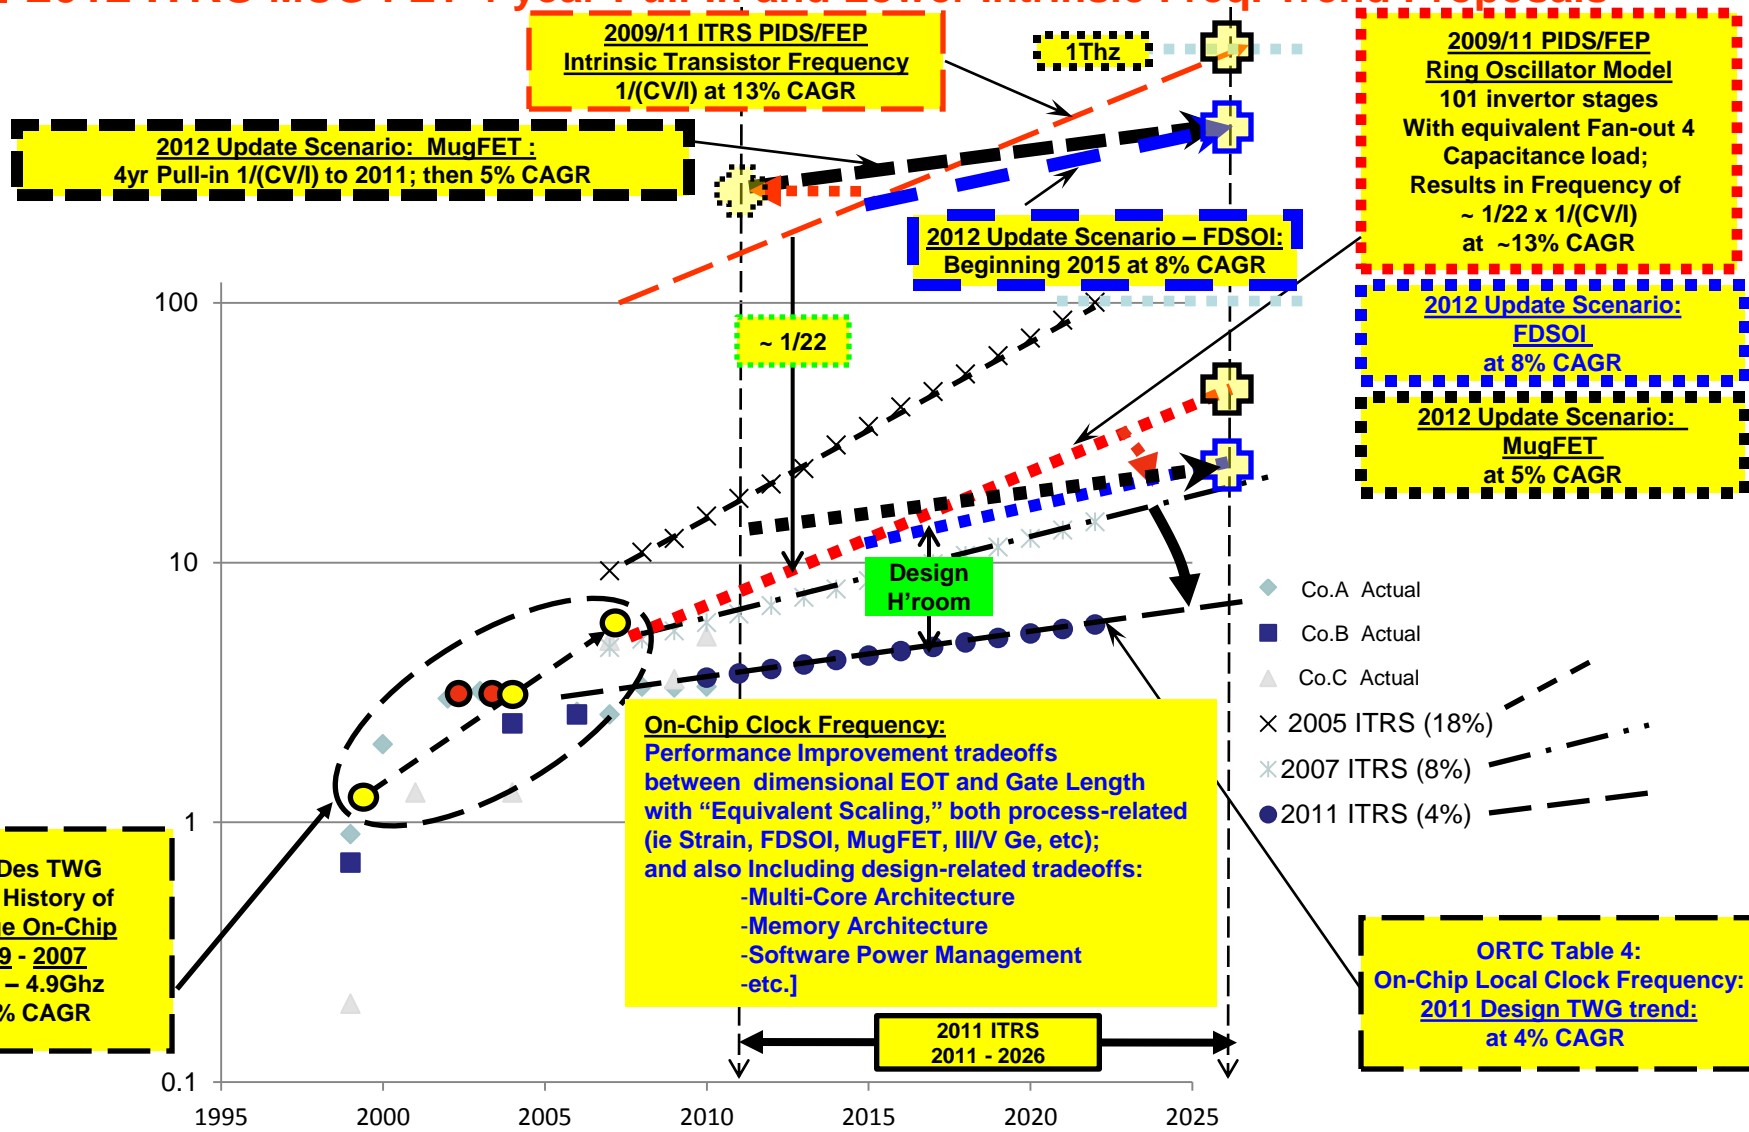 2012 ITRS
4
year
and
2009/11 ITRS PIDS/FEP
Intrinsic Transistor Frequency
1/(CV/I) at 13% CAGR
1Thz
2009/11 PIDS/FEP
Ring Oscillator Model
101 invertor stages
With equivalent Fan-out 4
Capacitance load;
Results in Frequency of
~ 1/22 x 1/(CV/I)
at ~13% CAGR
2012 Update Scenario: MugFET :
4yr Pull-in 1/(CV/I) to 2011; then 5% CAGR
2012 Update Scenario – FDSOI:
Beginning 2015 at 8% CAGR
2012 Update Scenario:
FDSOI
at 8% CAGR
2012 Update Scenario:
MugFET
at 5% CAGR
~ 1/22
Design
H’room
100
10
1
0.1
Co.A Actual
Co.B Actual
Co.C Actual
2005 ITRS (18%)
2007 ITRS (8%)
2011 ITRS (4%)
On-Chip Clock Frequency:
Performance Improvement tradeoffs
between dimensional EOT and Gate Length
with “Equivalent Scaling,” both process-related
(ie Strain, FDSOI, MugFET, III/V Ge, etc);
and also Including design-related tradeoffs:
-Multi-Core Architecture
-Memory Architecture
-Software Power Management
-etc.]
Des TWG
History of
On-Chip
- 2007
– 4.9Ghz
% CAGR
ORTC Table 4:
On-Chip Local Clock Frequency:
2011 Design TWG trend:
at 4% CAGR
2011 ITRS
2011 - 2026
1995
2000
2005
2010
2015
2020
2025